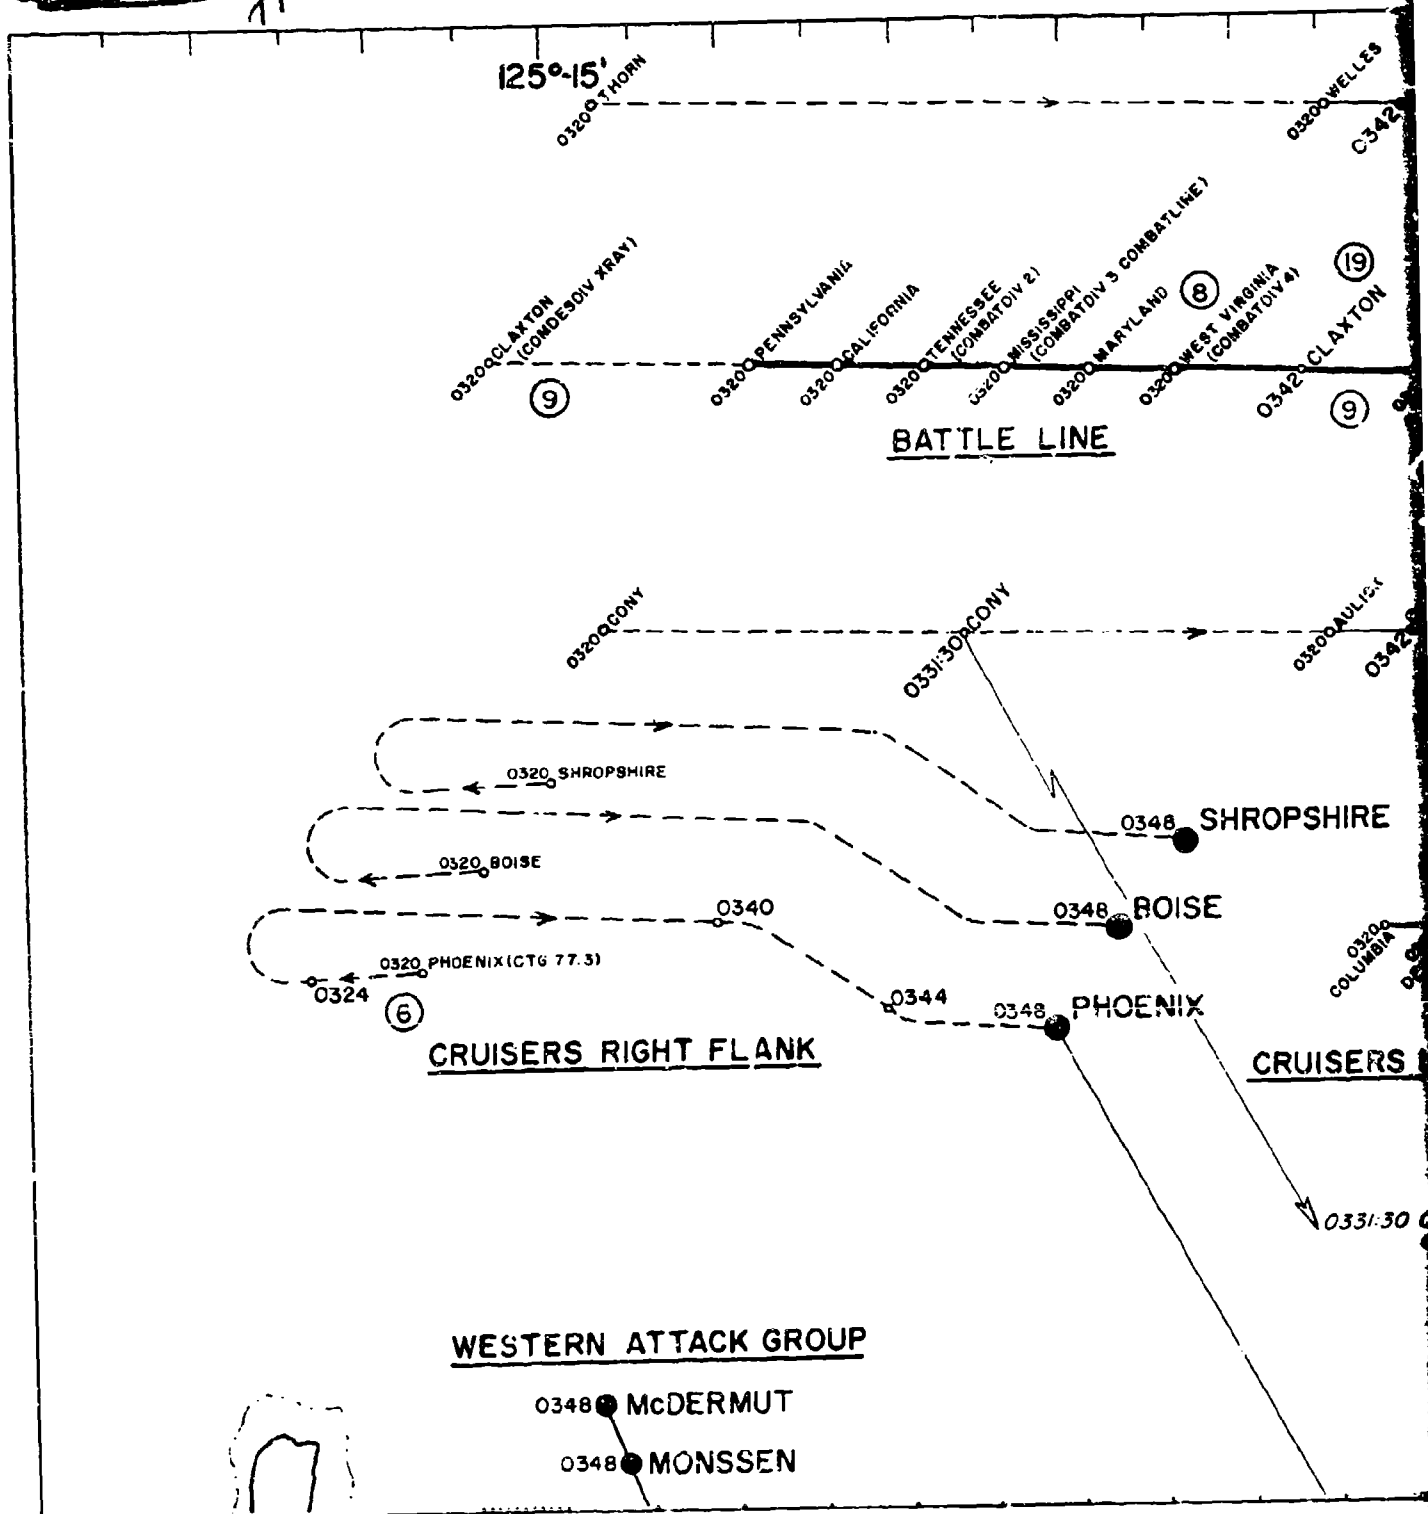 125°-15'
0320 THORN
0320 WELLES
0342
0320 CLAXTON
(COMDESDIV XRAY)
9
0320 PENNSYLVANIA
0320 CALIFORNIA
0320 TENNESSEE
(COMBATDIV 2)
0320 MISSISSIPPI
(COMBATDIV 3 COMBATLINE)
0320 MARYLAND
8
0320 WEST VIRGINIA
(COMBATDIV 4)
19
0342 CLAXTON
9
BATTLE LINE
0320 CONY
0331:30 CONY
0320 AULICK
0342
0320 SHROPSHIRE
0348 SHROPSHIRE
0320 BOISE
0348 BOISE
0340
0320 PHOENIX (CTG 77.3)
0324
6
0344
0348 PHOENIX
0320
COLUMBIA
CRUISERS RIGHT FLANK
CRUISERS
0331:30
WESTERN ATTACK GROUP
0348 McDERMUT
0348 MONSSEN